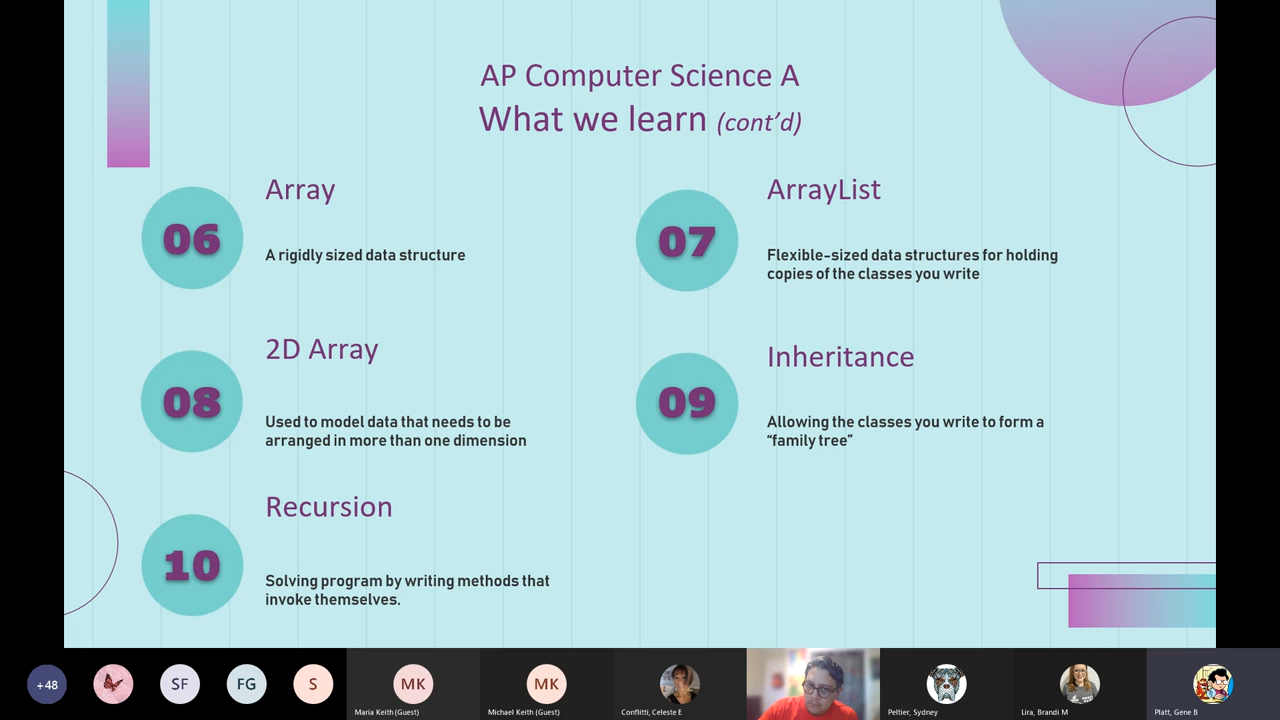 AP Computer Science A
What we learn (cont’d)
06
Array
A rigidly sized data structure
07
ArrayList
Flexible-sized data structures for holding
copies of the classes you write
08
2D Array
Used to model data that needs to be
arranged in more than one dimension
09
Inheritance
Allowing the classes you write to form a
“family tree”
10
Recursion
Solving program by writing methods that
invoke themselves.
+48
SF
FG
S
MK
Maria Keith (Guest)
MK
Michael Keith (Guest)
Conflitti, Celeste E
Peltier, Sydney
Lira, Brandi M
Platt, Gene B